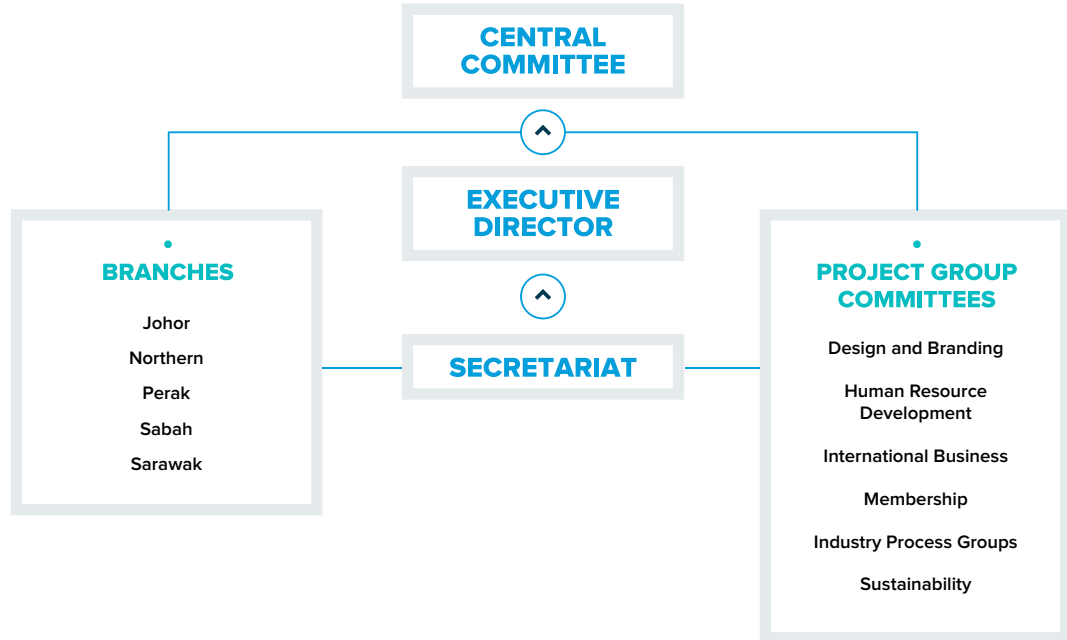 CENTRAL
COMMITTEE
EXECUTIVE
DIRECTOR
SECRETARIAT
BRANCHES
Johor
Northern
Perak
Sabah
Sarawak
PROJECT GROUP
COMMITTEES
Design and Branding
Human Resource
Development
International Business
Membership
Industry Process Groups
Sustainability